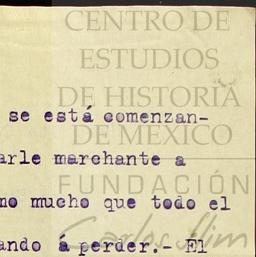 CENTRO DE
ESTUDIOS
DE HISTORIA
DE MÉXICO
FUNDACIÓN
Carlos Slim
se está comenzan-
arle marchante a
no mucho que todo el
ando á perder.- El